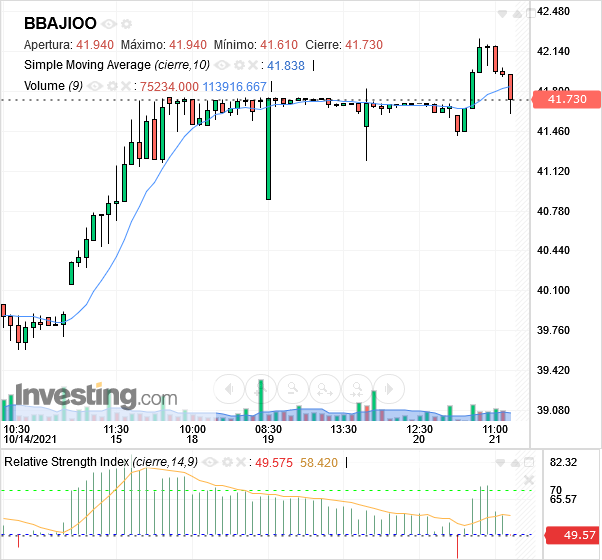 BBAJIOO
Apertura: 41.940 Máximo: 41.940 Mínimo: 41.610 Cierre: 41.730
Simple Moving Average (cierre,10) : 41.838
Volume (9) : 75234.000 113916.667
42.480
42.140
41.800
41.730
41.460
41.120
40.780
40.440
40.100
39.760
39.420
39.080
Investing.com
10:30 11:35 10:00 08:30 13:30 12:30 11:00
10/14/2021 15 18 19 20 21
Relative Strength Index (cierre,14,9) : 49.575 58.420
82.32
70
65.57
49.57